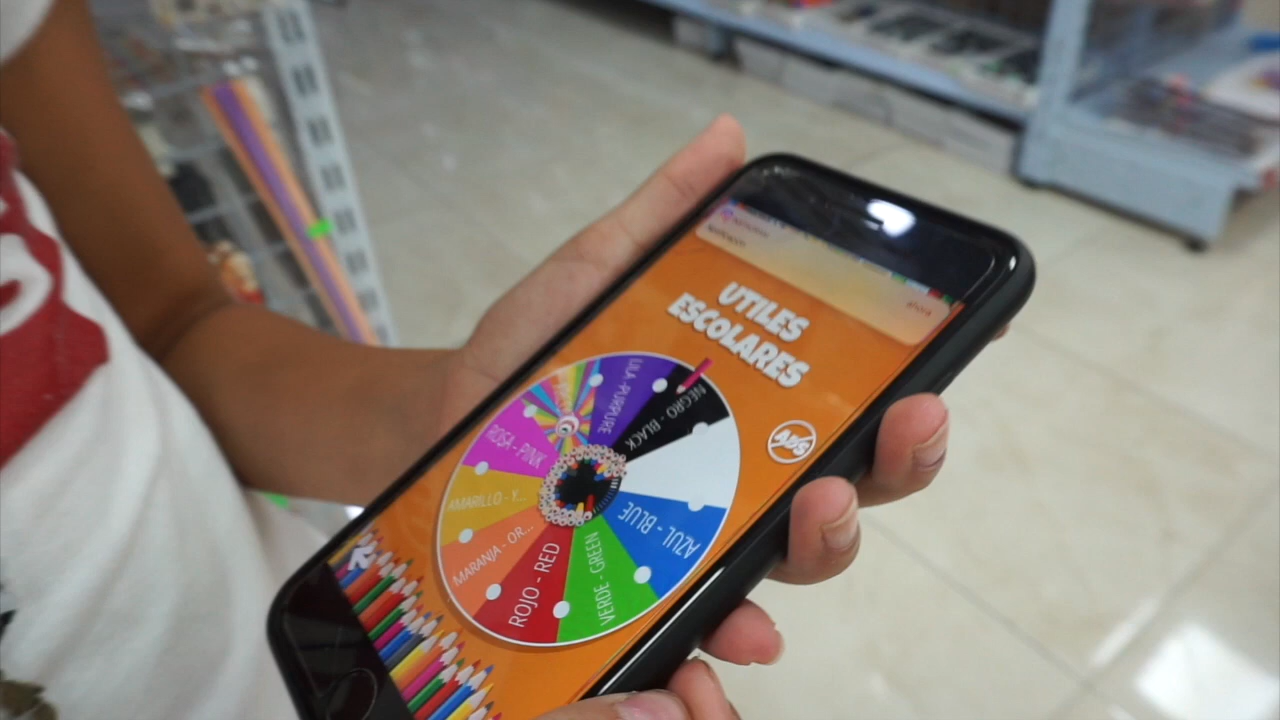 UTILES
ESCOLARES
ADS
LILA-PURPURE
NEGRO - BLACK
AZUL - BLUE
VERDE - GREEN
ROJO - RED
MARANJA - OR...
AMARILLO - Y...
ROSA - PINK